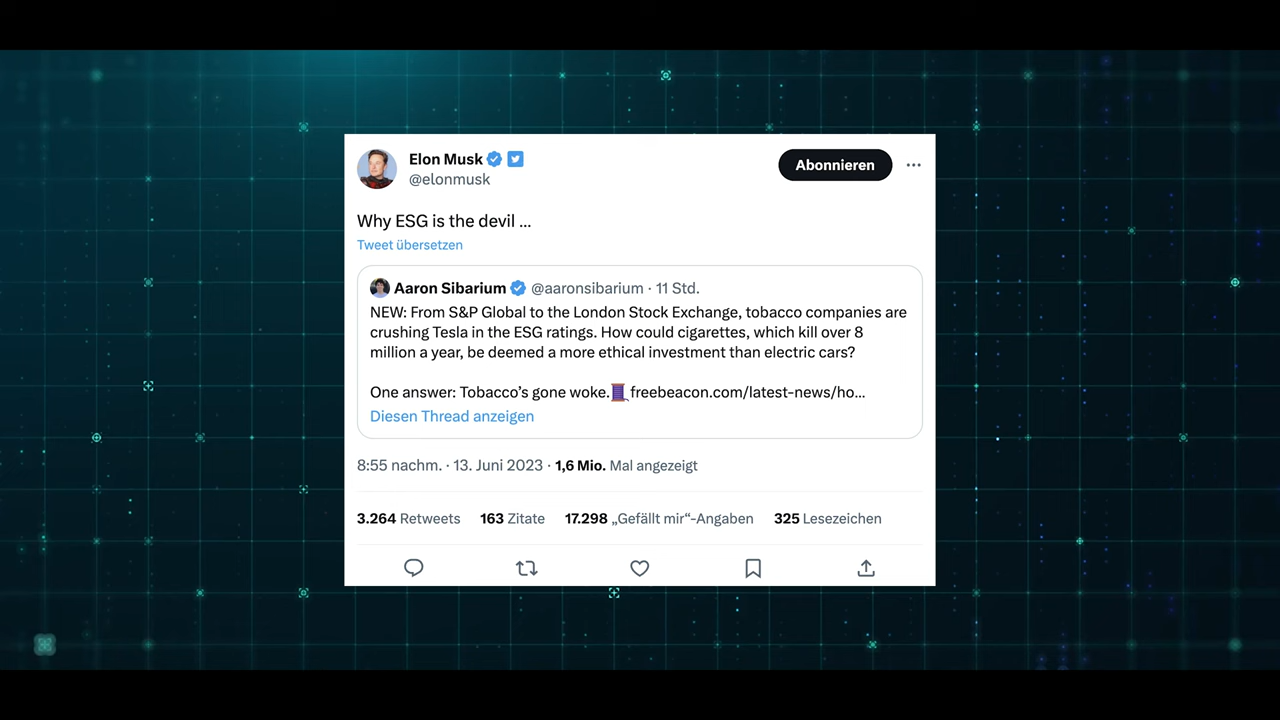 Elon Musk
@elonmusk
Abonnieren
Why ESG is the devil ...
Tweet übersetzen
Aaron Sibarium @aaronsibarium · 11 Std.
NEW: From S&P Global to the London Stock Exchange, tobacco companies are
crushing Tesla in the ESG ratings. How could cigarettes, which kill over 8
million a year, be deemed a more ethical investment than electric cars?
One answer: Tobacco’s gone woke.🧵 freebeacon.com/latest-news/ho...
Diesen Thread anzeigen
8:55 nachm. · 13. Juni 2023 · 1,6 Mio. Mal angezeigt
3.264 Retweets 163 Zitate 17.298 „Gefällt mir“-Angaben 325 Lesezeichen